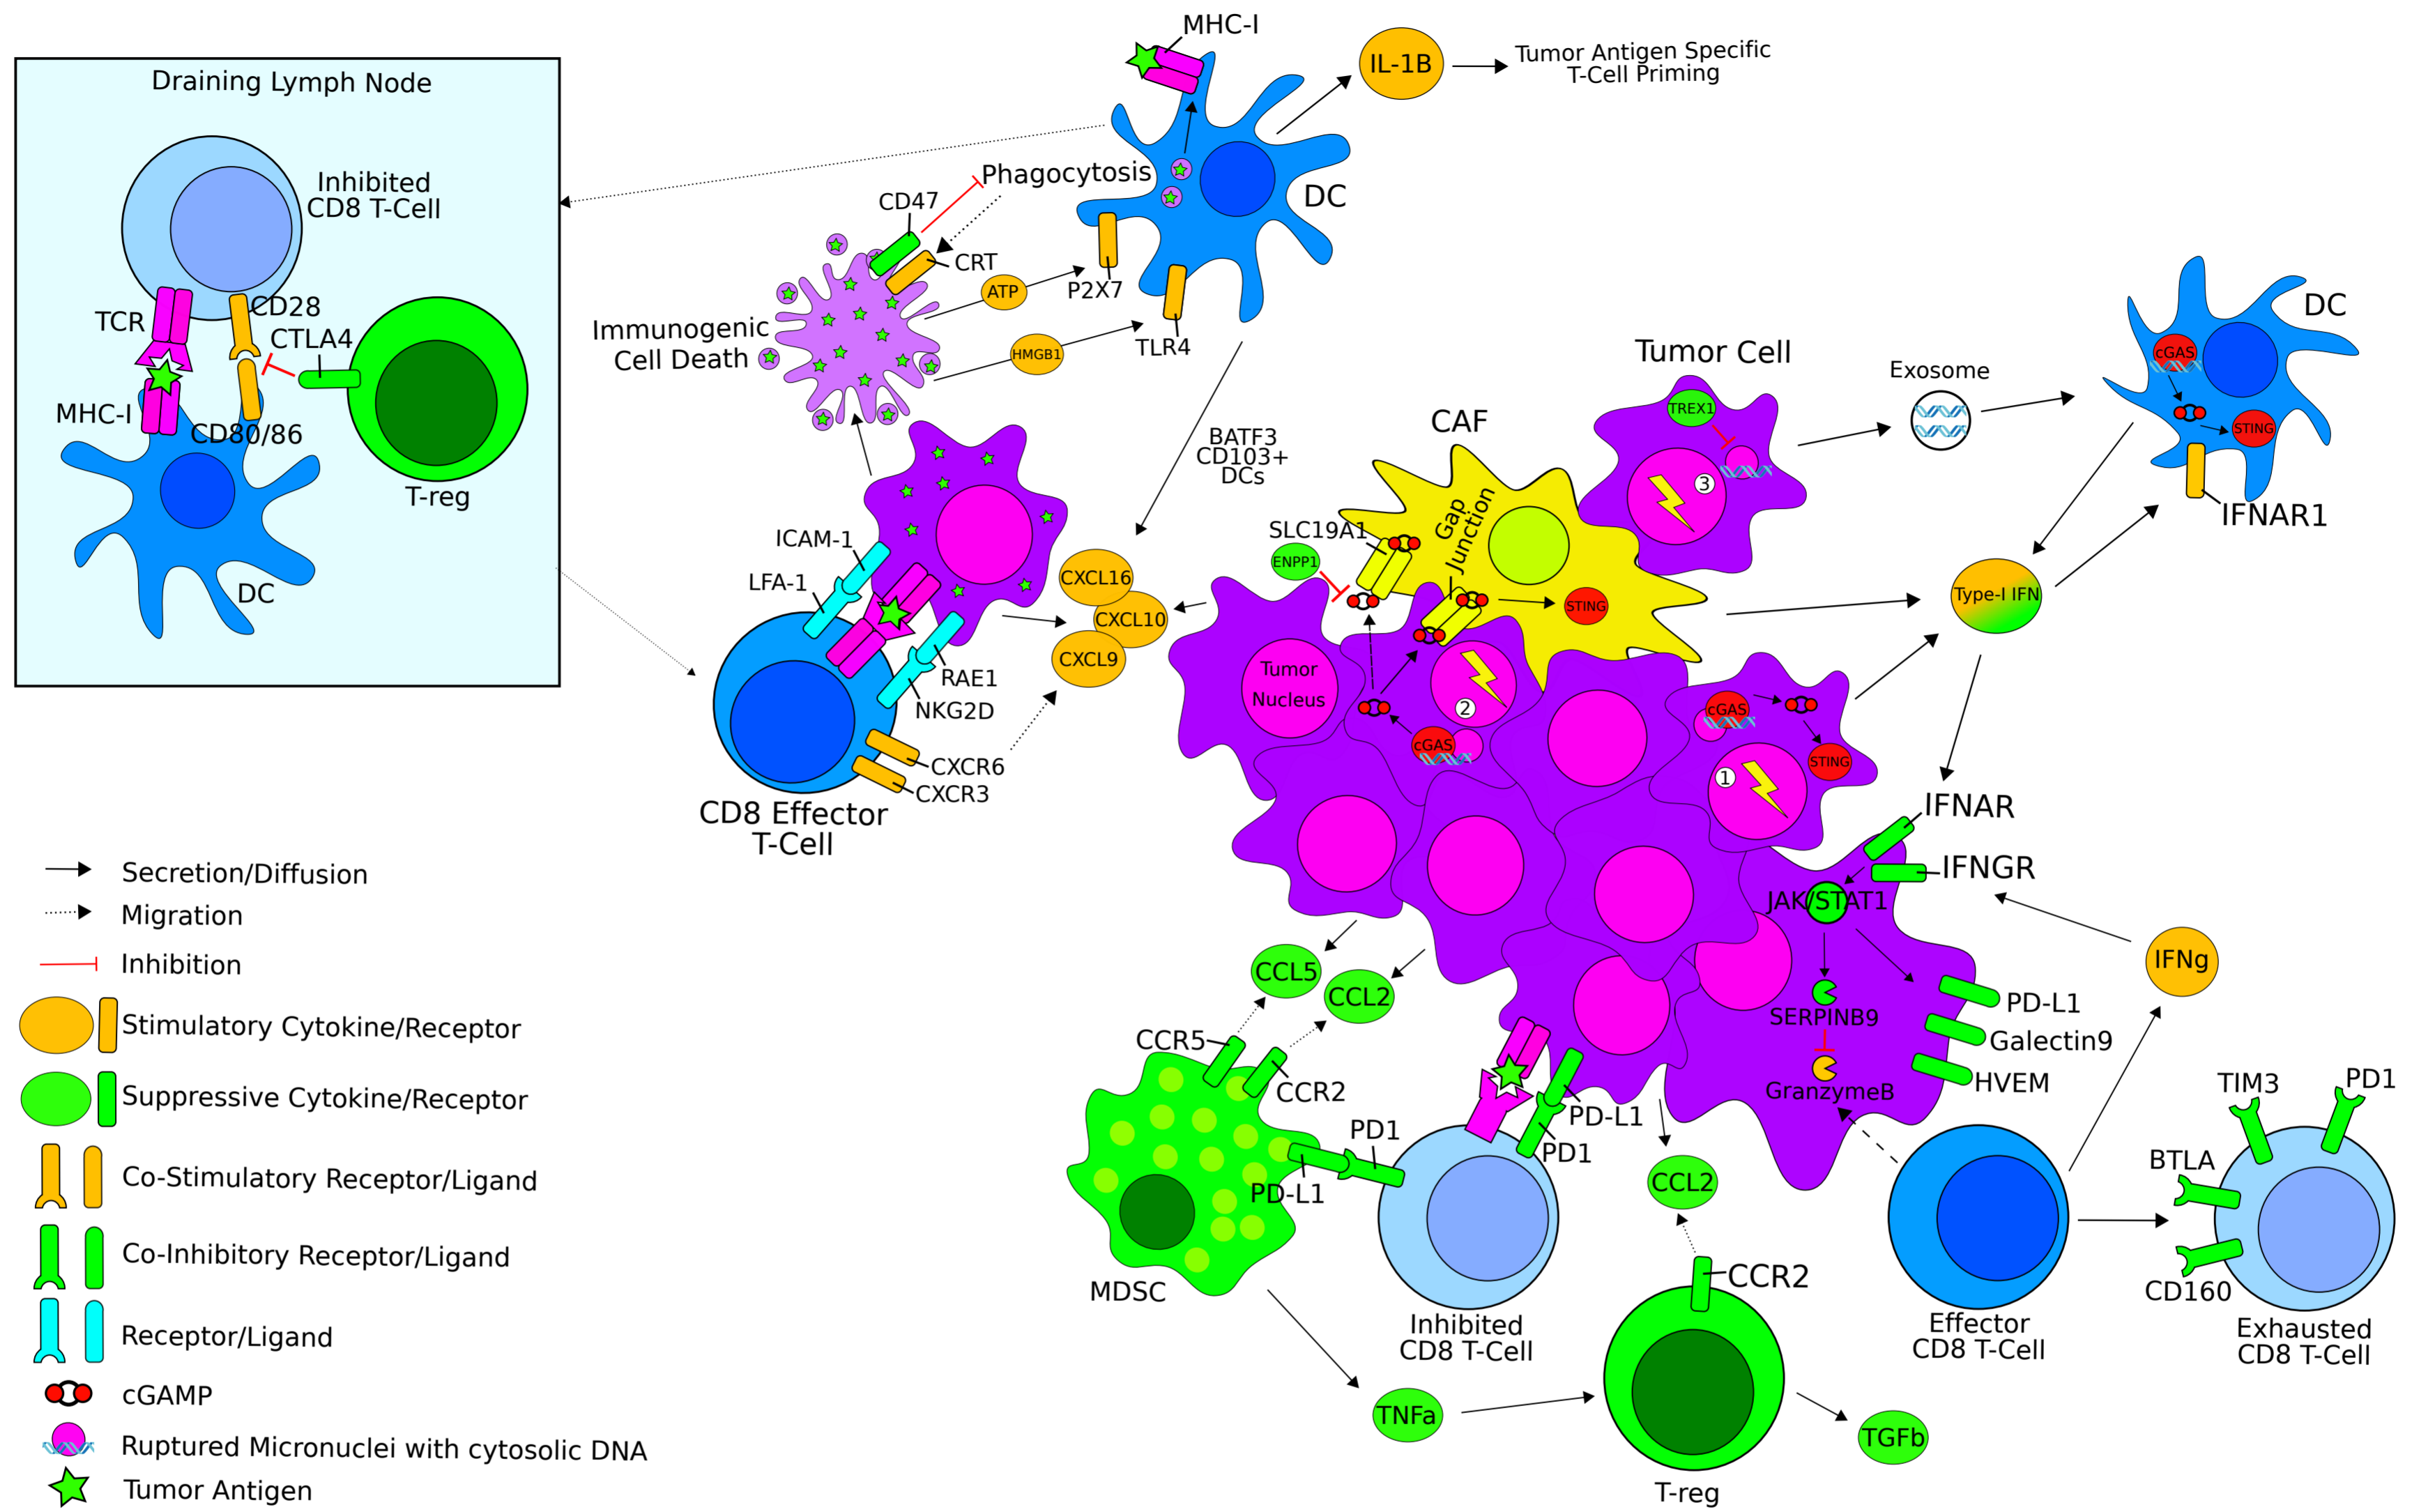 MHC-I
IL-1B
Tumor Antigen Specific
T-Cell Priming
Draining Lymph Node
Inhibited
CD8 T-Cell
TCR
CD28
CTLA4
MHC-I
CD80/86
T-reg
DC
Phagocytosis
CD47
CRT
ATP
P2X7
DC
Immunogenic
Cell Death
HMGB1
TLR4
BATF3
CD103+
DCs
ICAM-1
LFA-1
RAE1
NKG2D
CXCR6
CXCR3
CD8 Effector
T-Cell
CXCL16
CXCL10
CXCL9
Tumor Cell
TREX1
3
Exosome
DC
cGAS
STING
IFNAR1
CAF
Gap
Junction
SLC19A1
ENPP1
STING
Type-I IFN
Tumor
Nucleus
2
cGAS
cGAS
STING
1
IFNAR
IFNGR
JAK/STAT1
IFNg
SERPINB9
GranzymeB
PD-L1
Galectin9
HVEM
CCL5
CCL2
CCR5
CCR2
PD-L1
PD1
MDSC
PD-L1
PD1
Inhibited
CD8 T-Cell
CCL2
CCR2
TNFa
T-reg
TGFb
Effector
CD8 T-Cell
TIM3
PD1
BTLA
CD160
Exhausted
CD8 T-Cell
Secretion/Diffusion
Migration
Inhibition
Stimulatory Cytokine/Receptor
Suppressive Cytokine/Receptor
Co-Stimulatory Receptor/Ligand
Co-Inhibitory Receptor/Ligand
Receptor/Ligand
cGAMP
Ruptured Micronuclei with cytosolic DNA
Tumor Antigen